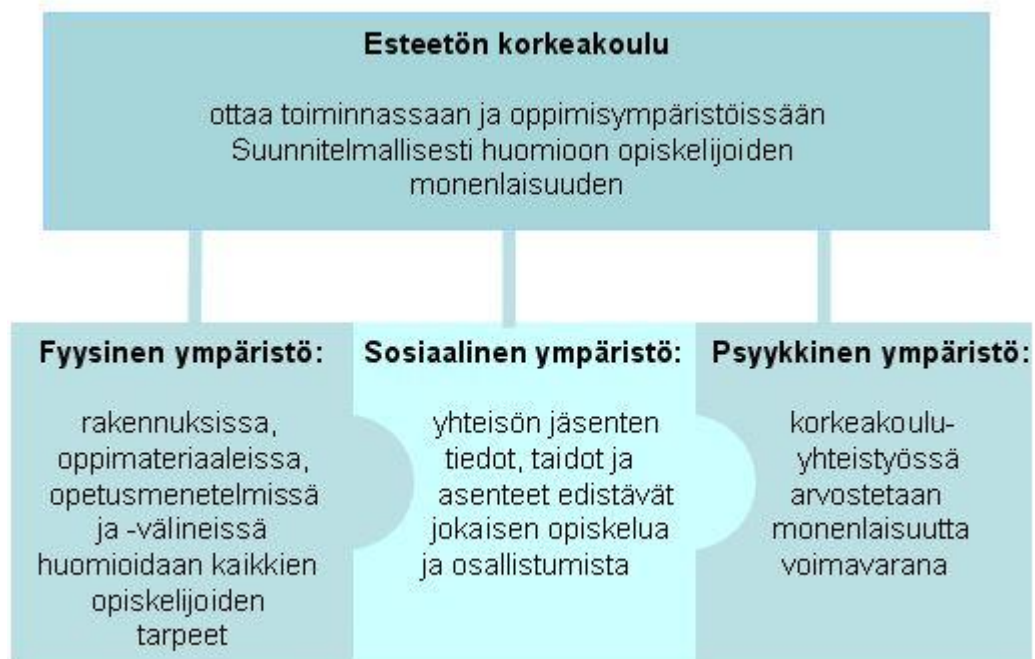 Esteetön korkeakoulu
ottaa toiminnassaan ja oppimisympäristöissään
Suunnitelmallisesti huomioon opiskelijoiden
monenlaisuuden
Fyysinen ympäristö:
rakennuksissa,
oppimateriaaleissa,
opetusmenetelmissä
ja -välineissä
huomioidaan kaikkien
opiskelijoiden
tarpeet
Sosiaalinen ympäristö:
yhteisön jäsenten
tiedot, taidot ja
asenteet edistävät
jokaisen opiskelua
ja osallistumista
Psyykkinen ympäristö:
korkeakoulu-
yhteistyössä
arvostetaan
monenlaisuutta
voimavarana